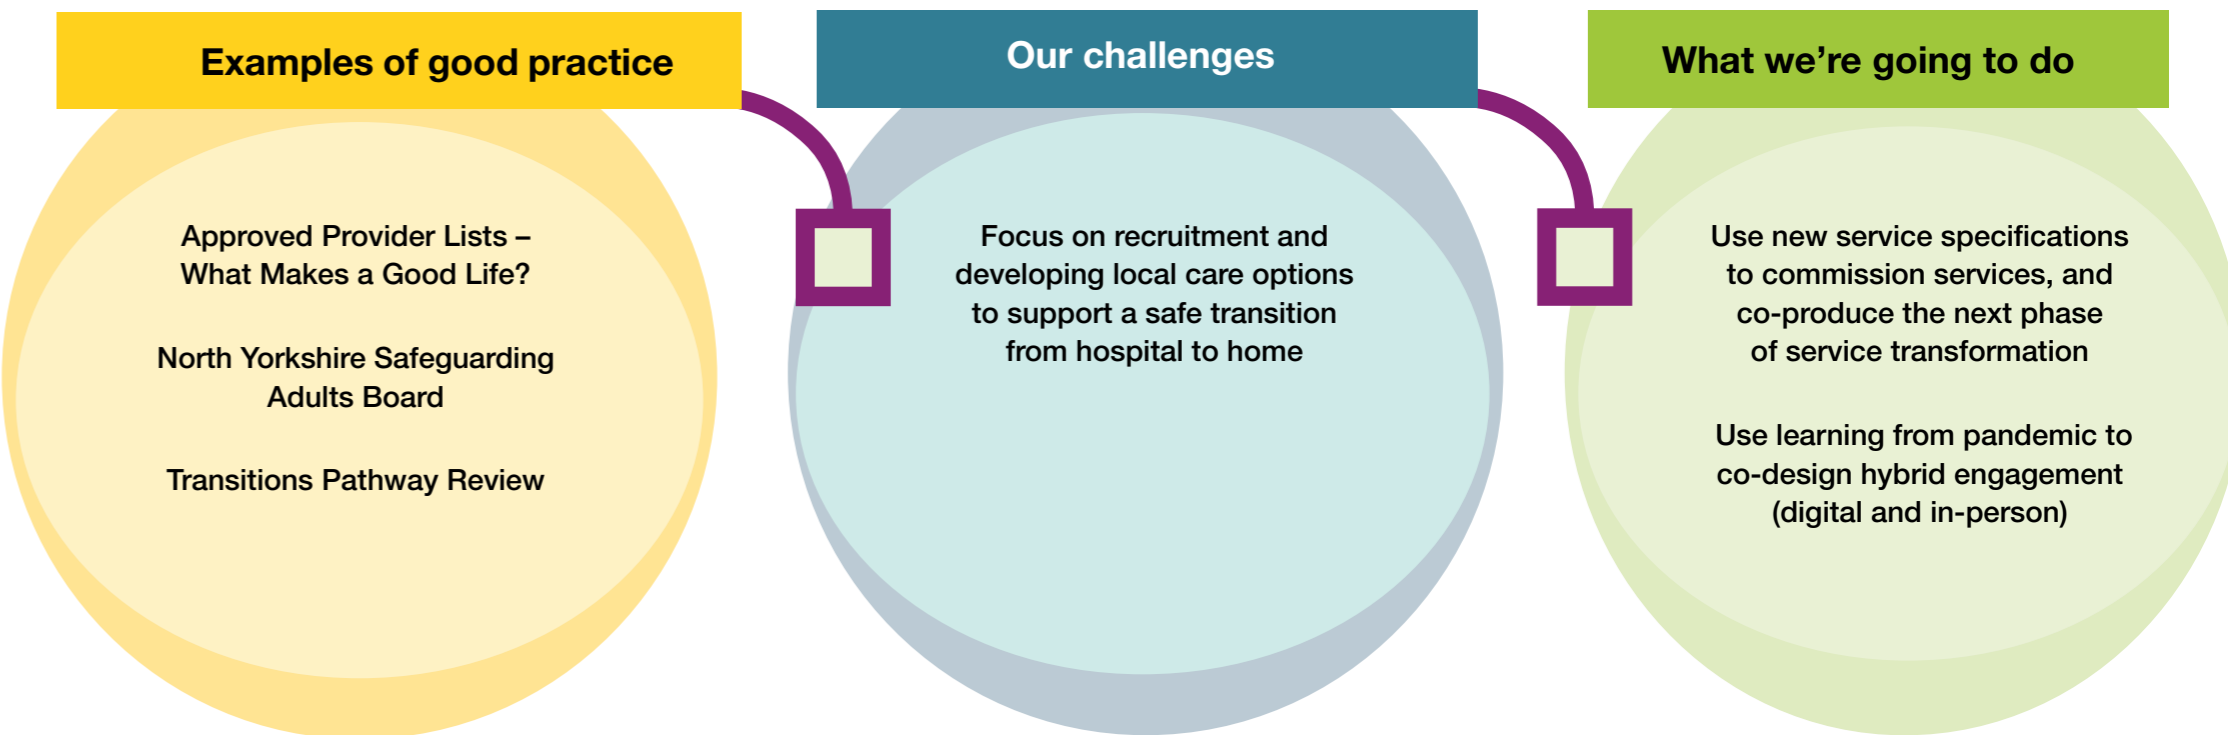 Examples of good practice
Approved Provider Lists –
What Makes a Good Life?
North Yorkshire Safeguarding
Adults Board
Transitions Pathway Review
Our challenges
Focus on recruitment and
developing local care options
to support a safe transition
from hospital to home
What we’re going to do
Use new service specifications
to commission services, and
co-produce the next phase
of service transformation
Use learning from pandemic to
co-design hybrid engagement
(digital and in-person)